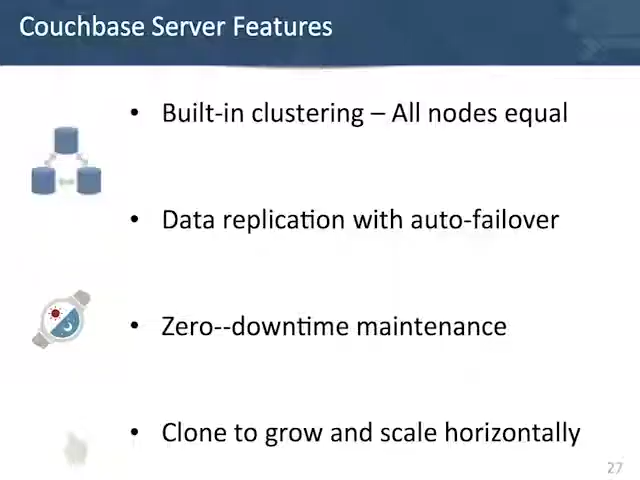 Couchbase Server Features
• Built-in clustering – All nodes equal
• Data replication with auto-failover
• Zero--downtime maintenance
• Clone to grow and scale horizontally
27